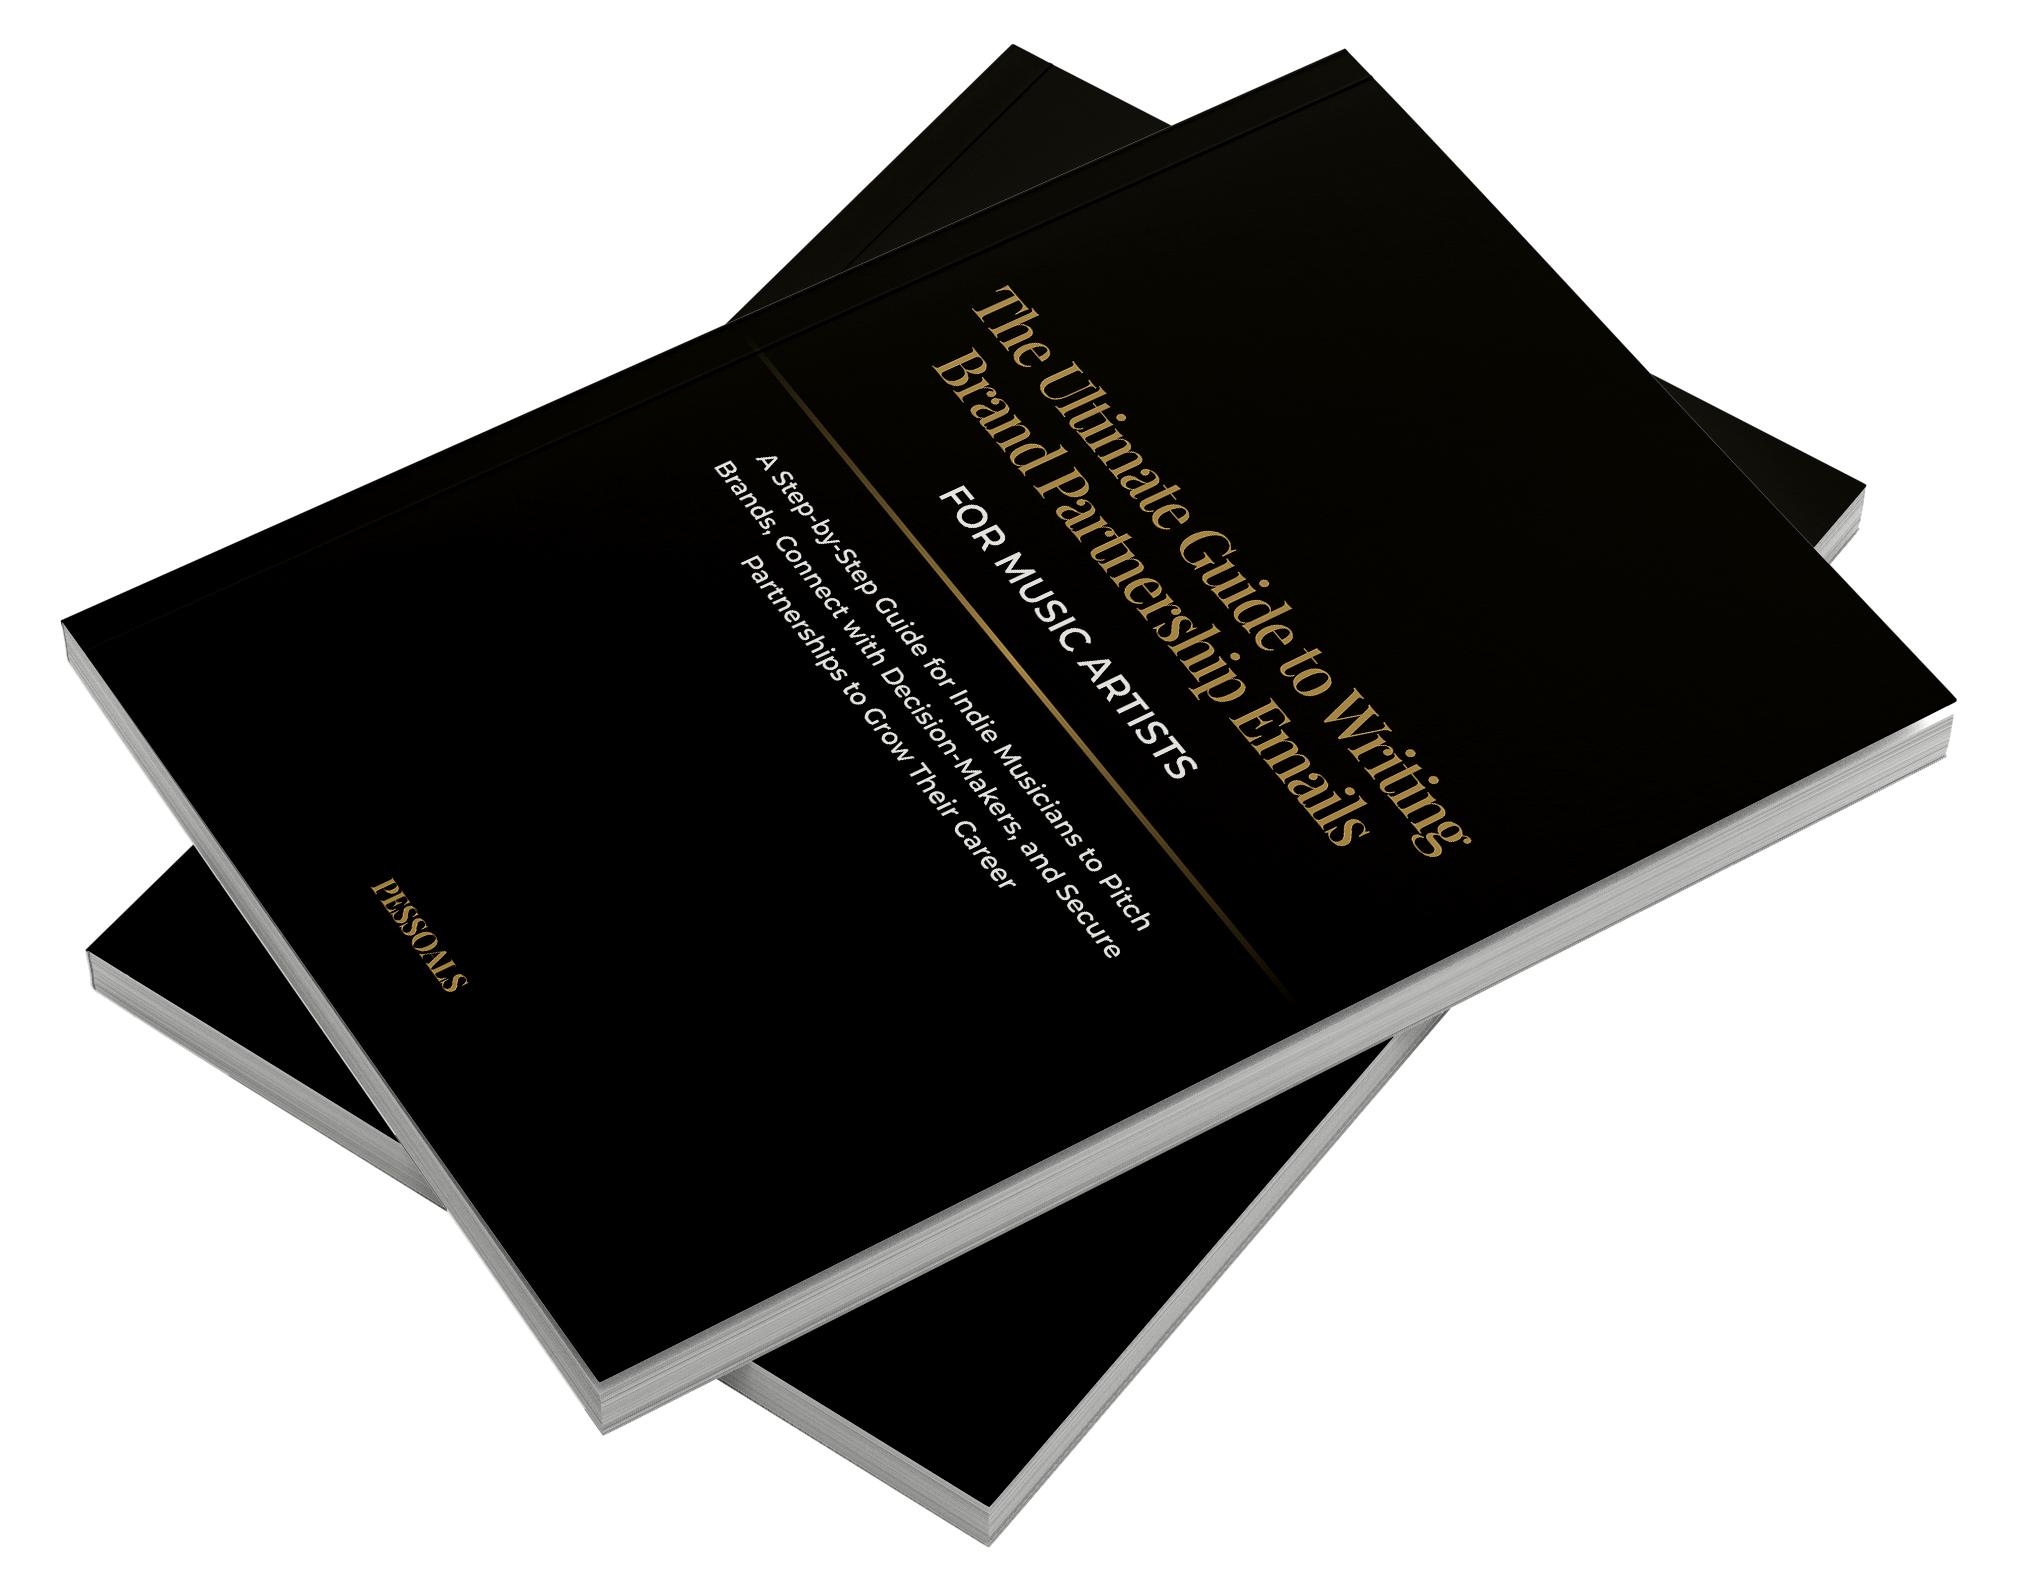 The Ultimate Guide to Writing
Brand Partnership Emails
FOR MUSIC ARTISTS
A Step-by-Step Guide for Indie Musicians to Pitch
Brands, Connect with Decision-Makers, and Secure
Partnerships to Grow Their Career
PESSOALS